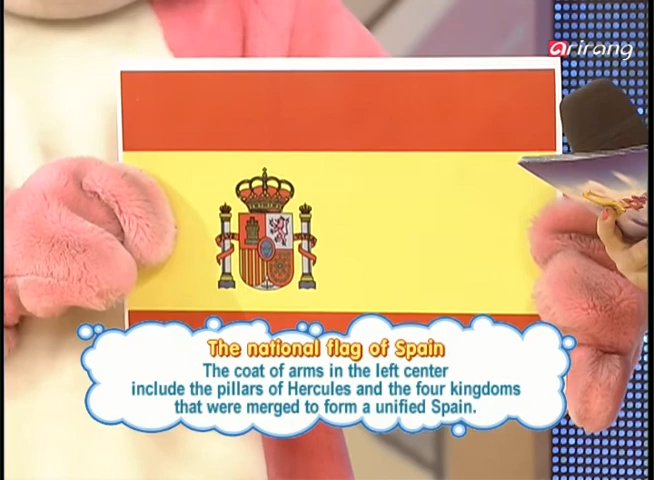 arirang
The national flag of Spain
The coat of arms in the left center
include the pillars of Hercules and the four kingdoms
that were merged to form a unified Spain.